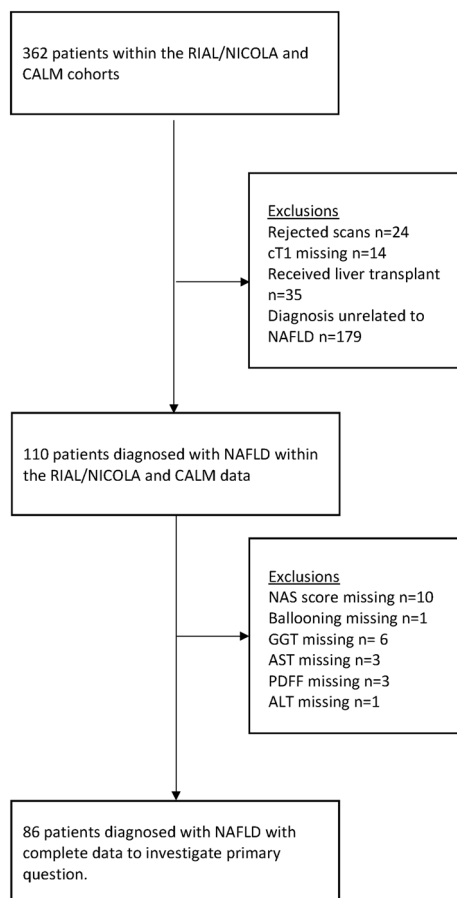 362 patients within the RIAL/NICOLA and
CALM cohorts
Exclusions
Rejected scans n=24
cT1 missing n=14
Received liver transplant
n=35
Diagnosis unrelated to
NAFLD n=179
110 patients diagnosed with NAFLD within
the RIAL/NICOLA and CALM data
Exclusions
NAS score missing n=10
Ballooning missing n=1
GGT missing n= 6
AST missing n=3
PDFF missing n=3
ALT missing n=1
86 patients diagnosed with NAFLD with
complete data to investigate primary
question.